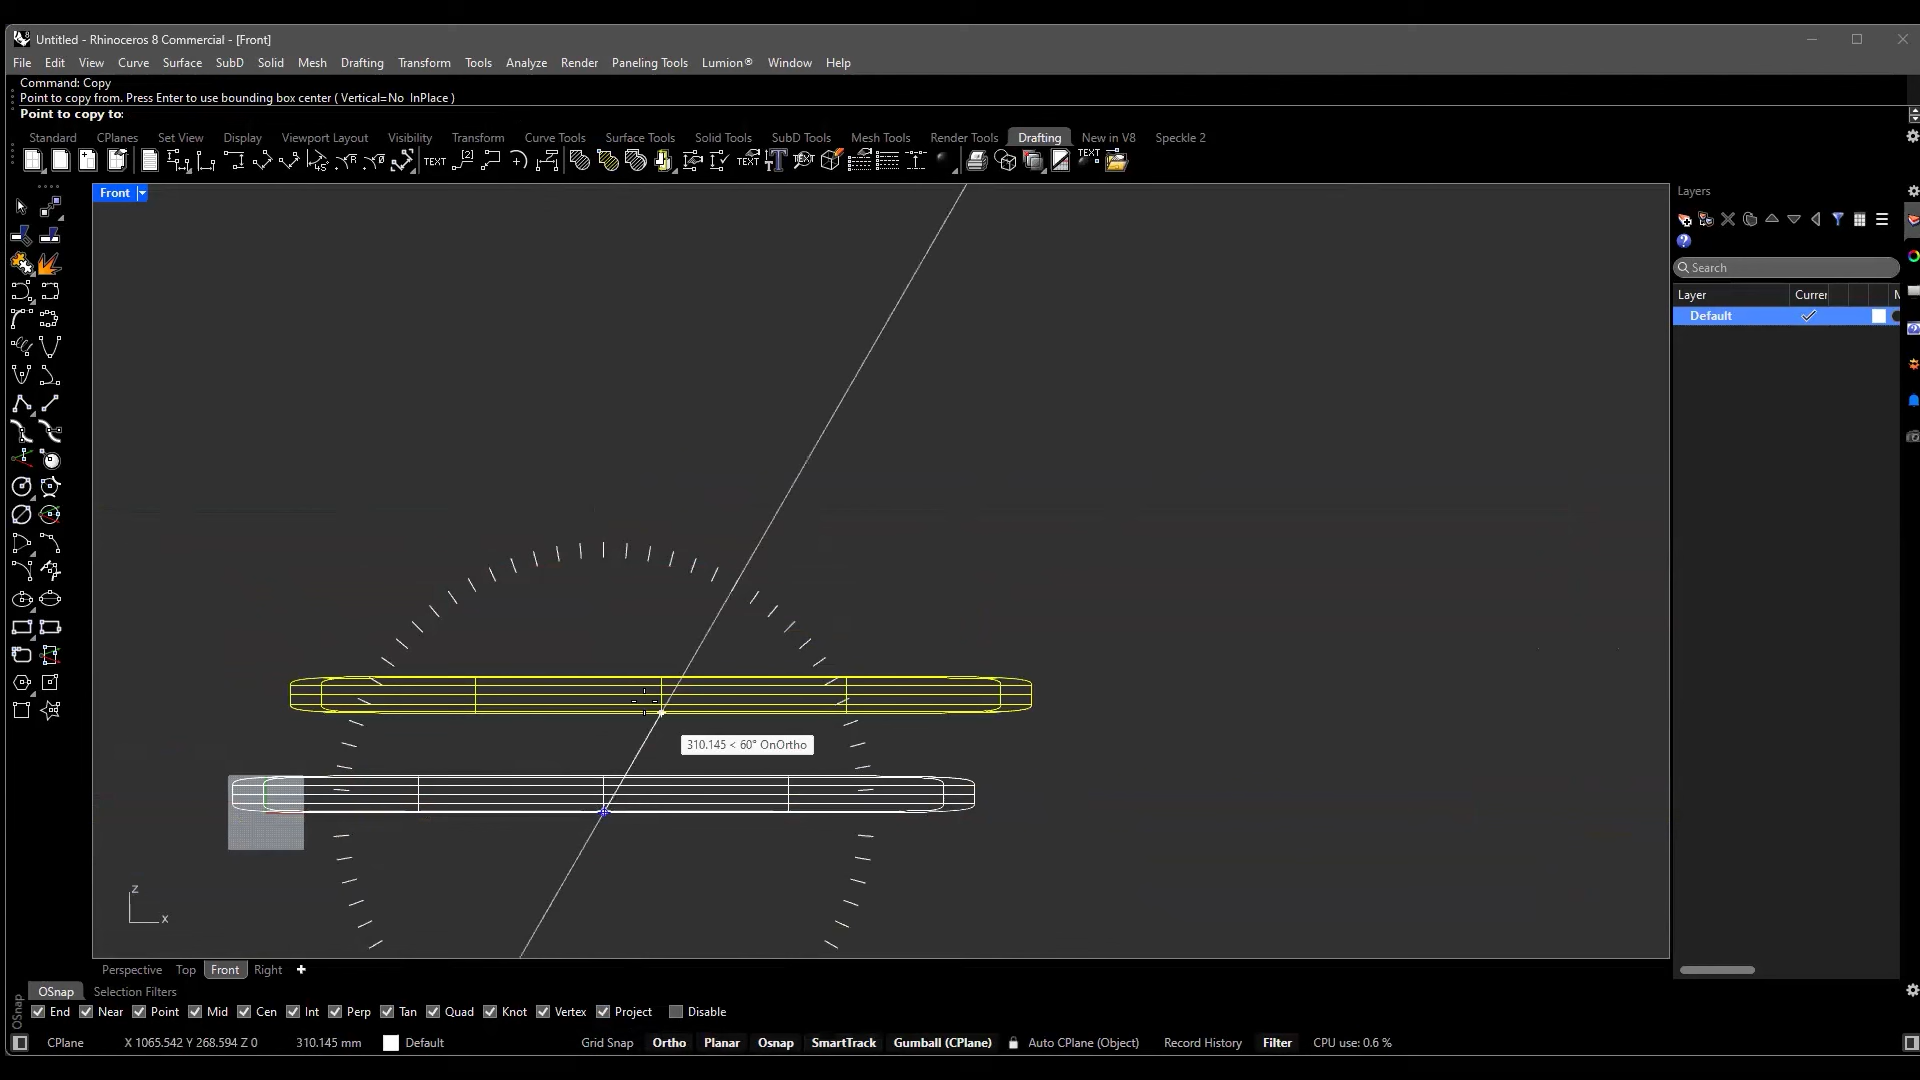 Untitled - Rhinoceros 8 Commercial - [Front]
File Edit View Curve Surface SubD Solid Mesh Drafting Transform Tools Analyze Render Paneling Tools Lumion® Window Help
Command: Copy
Point to copy from. Press Enter to use bounding box center ( Vertical=No InPlace )
Point to copy to:
Standard CPlanes Set View Display Viewport Layout Visibility Transform Curve Tools Surface Tools Solid Tools SubD Tools Mesh Tools Render Tools Drafting New in V8 Speckle 2
TEXT TEXT TEXT
Front
Layers
Search
Layer Currer
Default
310.145 < 60° OnOrtho
z
x
Perspective Top Front Right
OSnap Selection Filters
OSnap
End Near Point Mid Cen Int Perp Tan Quad Knot Vertex Project Disable
CPlane X 1065.542 Y 268.594 Z 0 310.145 mm Default Grid Snap Ortho Planar Osnap SmartTrack Gumball (CPlane) Auto CPlane (Object) Record History Filter CPU use: 0.6 %